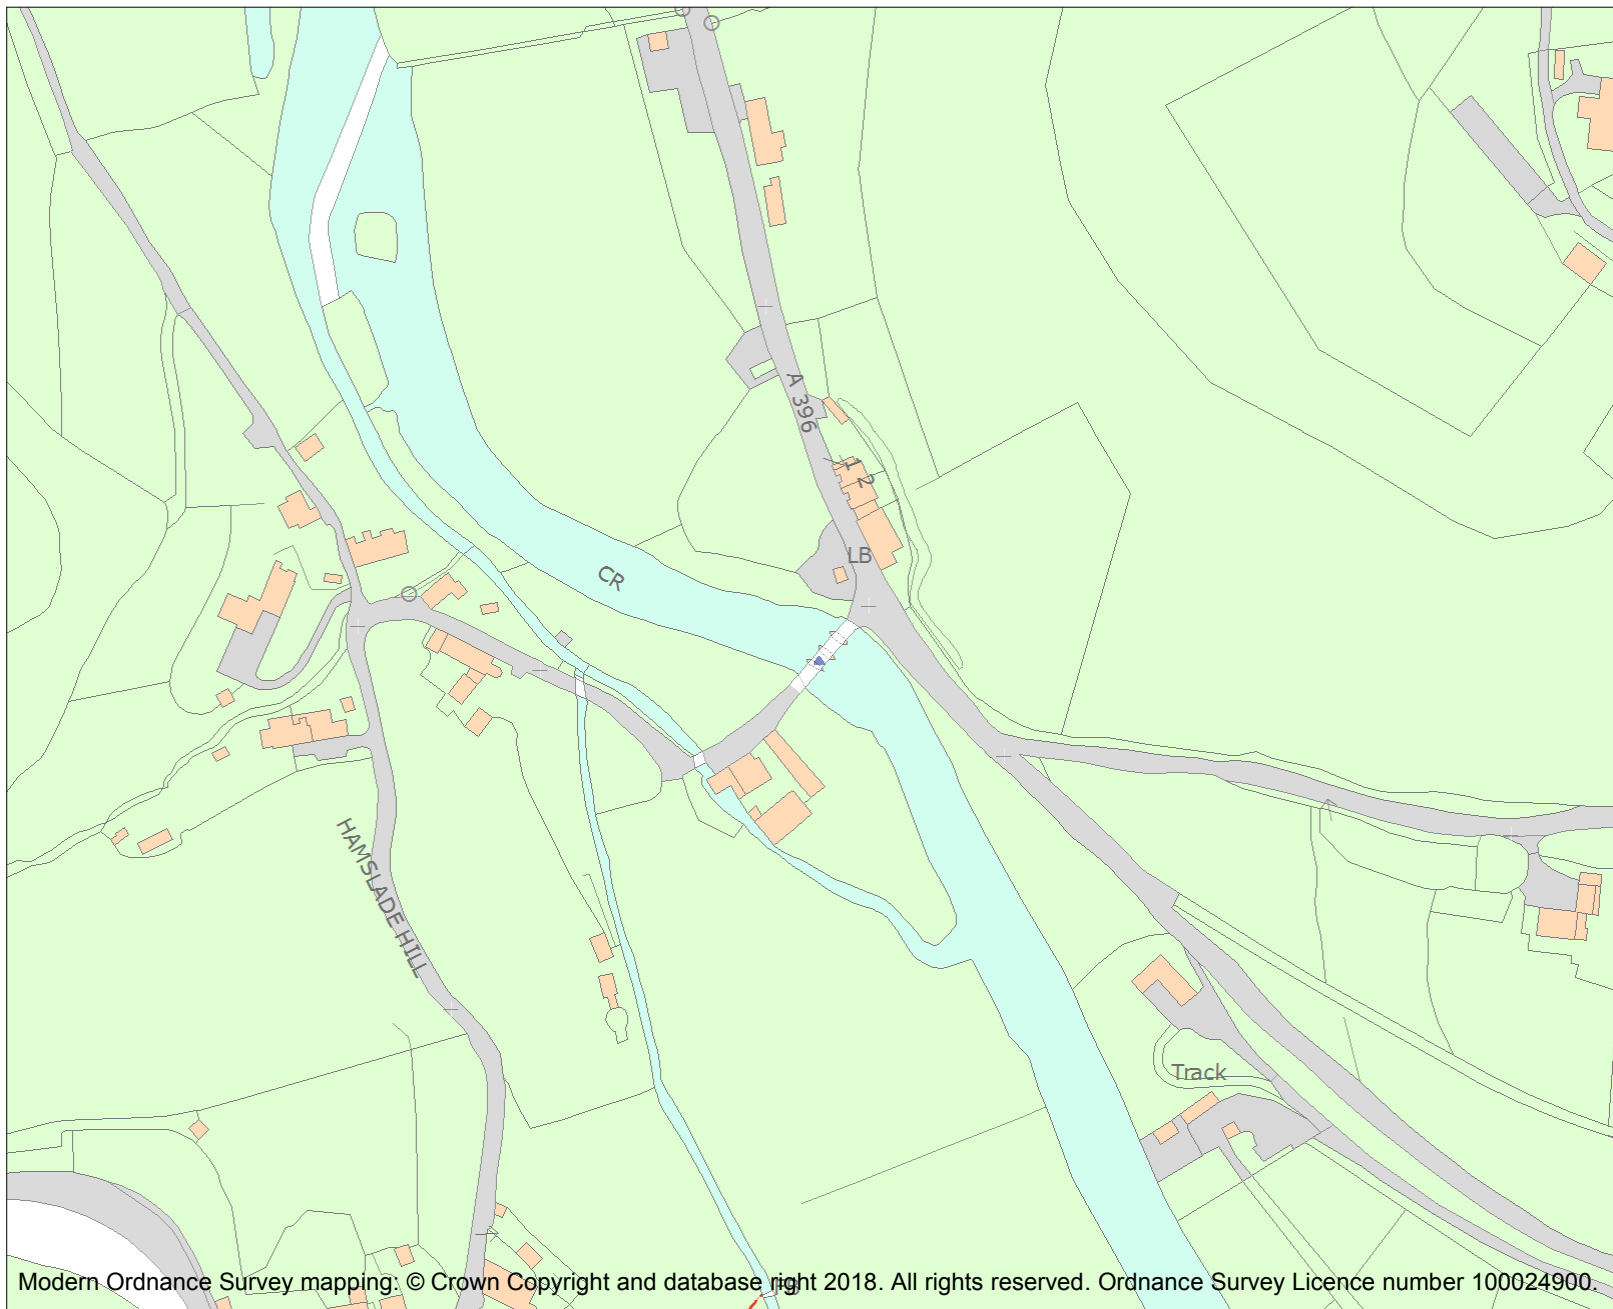 A 396
1
2
LB
CR
HAMSLADE HILL
Track
FB
Modern Ordnance Survey mapping: © Crown Copyright and database right 2018. All rights reserved. Ordnance Survey Licence number 100024900.